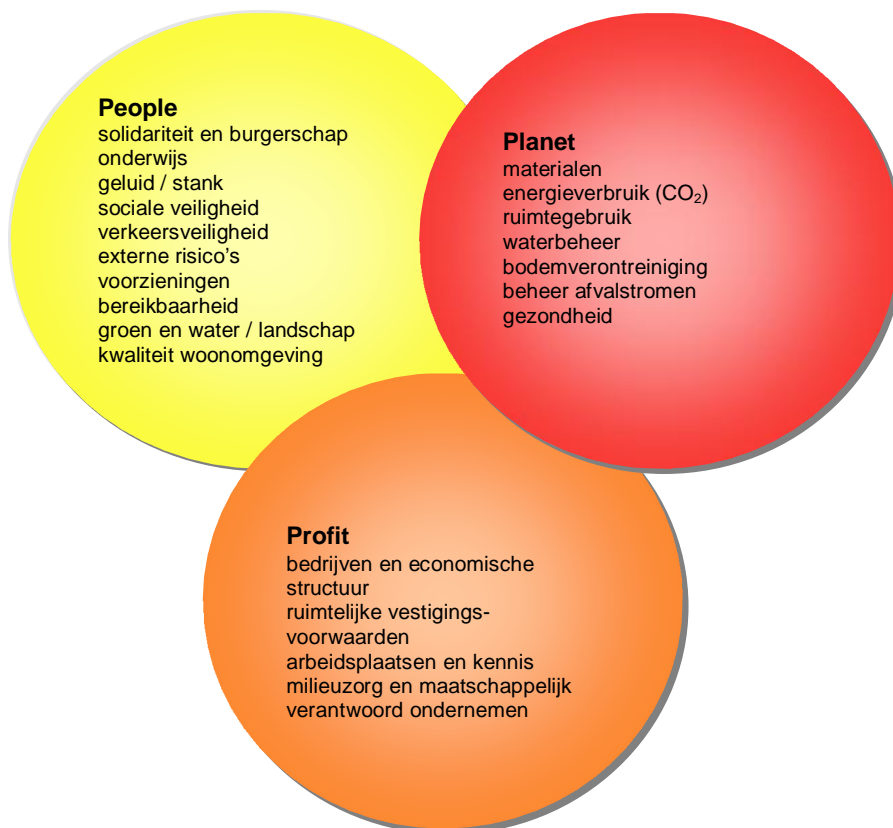 People
solidariteit en burgerschap
onderwijs
geluid / stank
sociale veiligheid
verkeersveiligheid
externe risico’s
voorzieningen
bereikbaarheid
groen en water / landschap
kwaliteit woonomgeving
Planet
materialen
energieverbruik (CO₂)
ruimtegebruik
waterbeheer
bodemverontreiniging
beheer afvalstromen
gezondheid
Profit
bedrijven en economische
structuur
ruimtelijke vestigings-
voorwaarden
arbeidsplaatsen en kennis
milieuzorg en maatschappelijk
verantwoord ondernemen